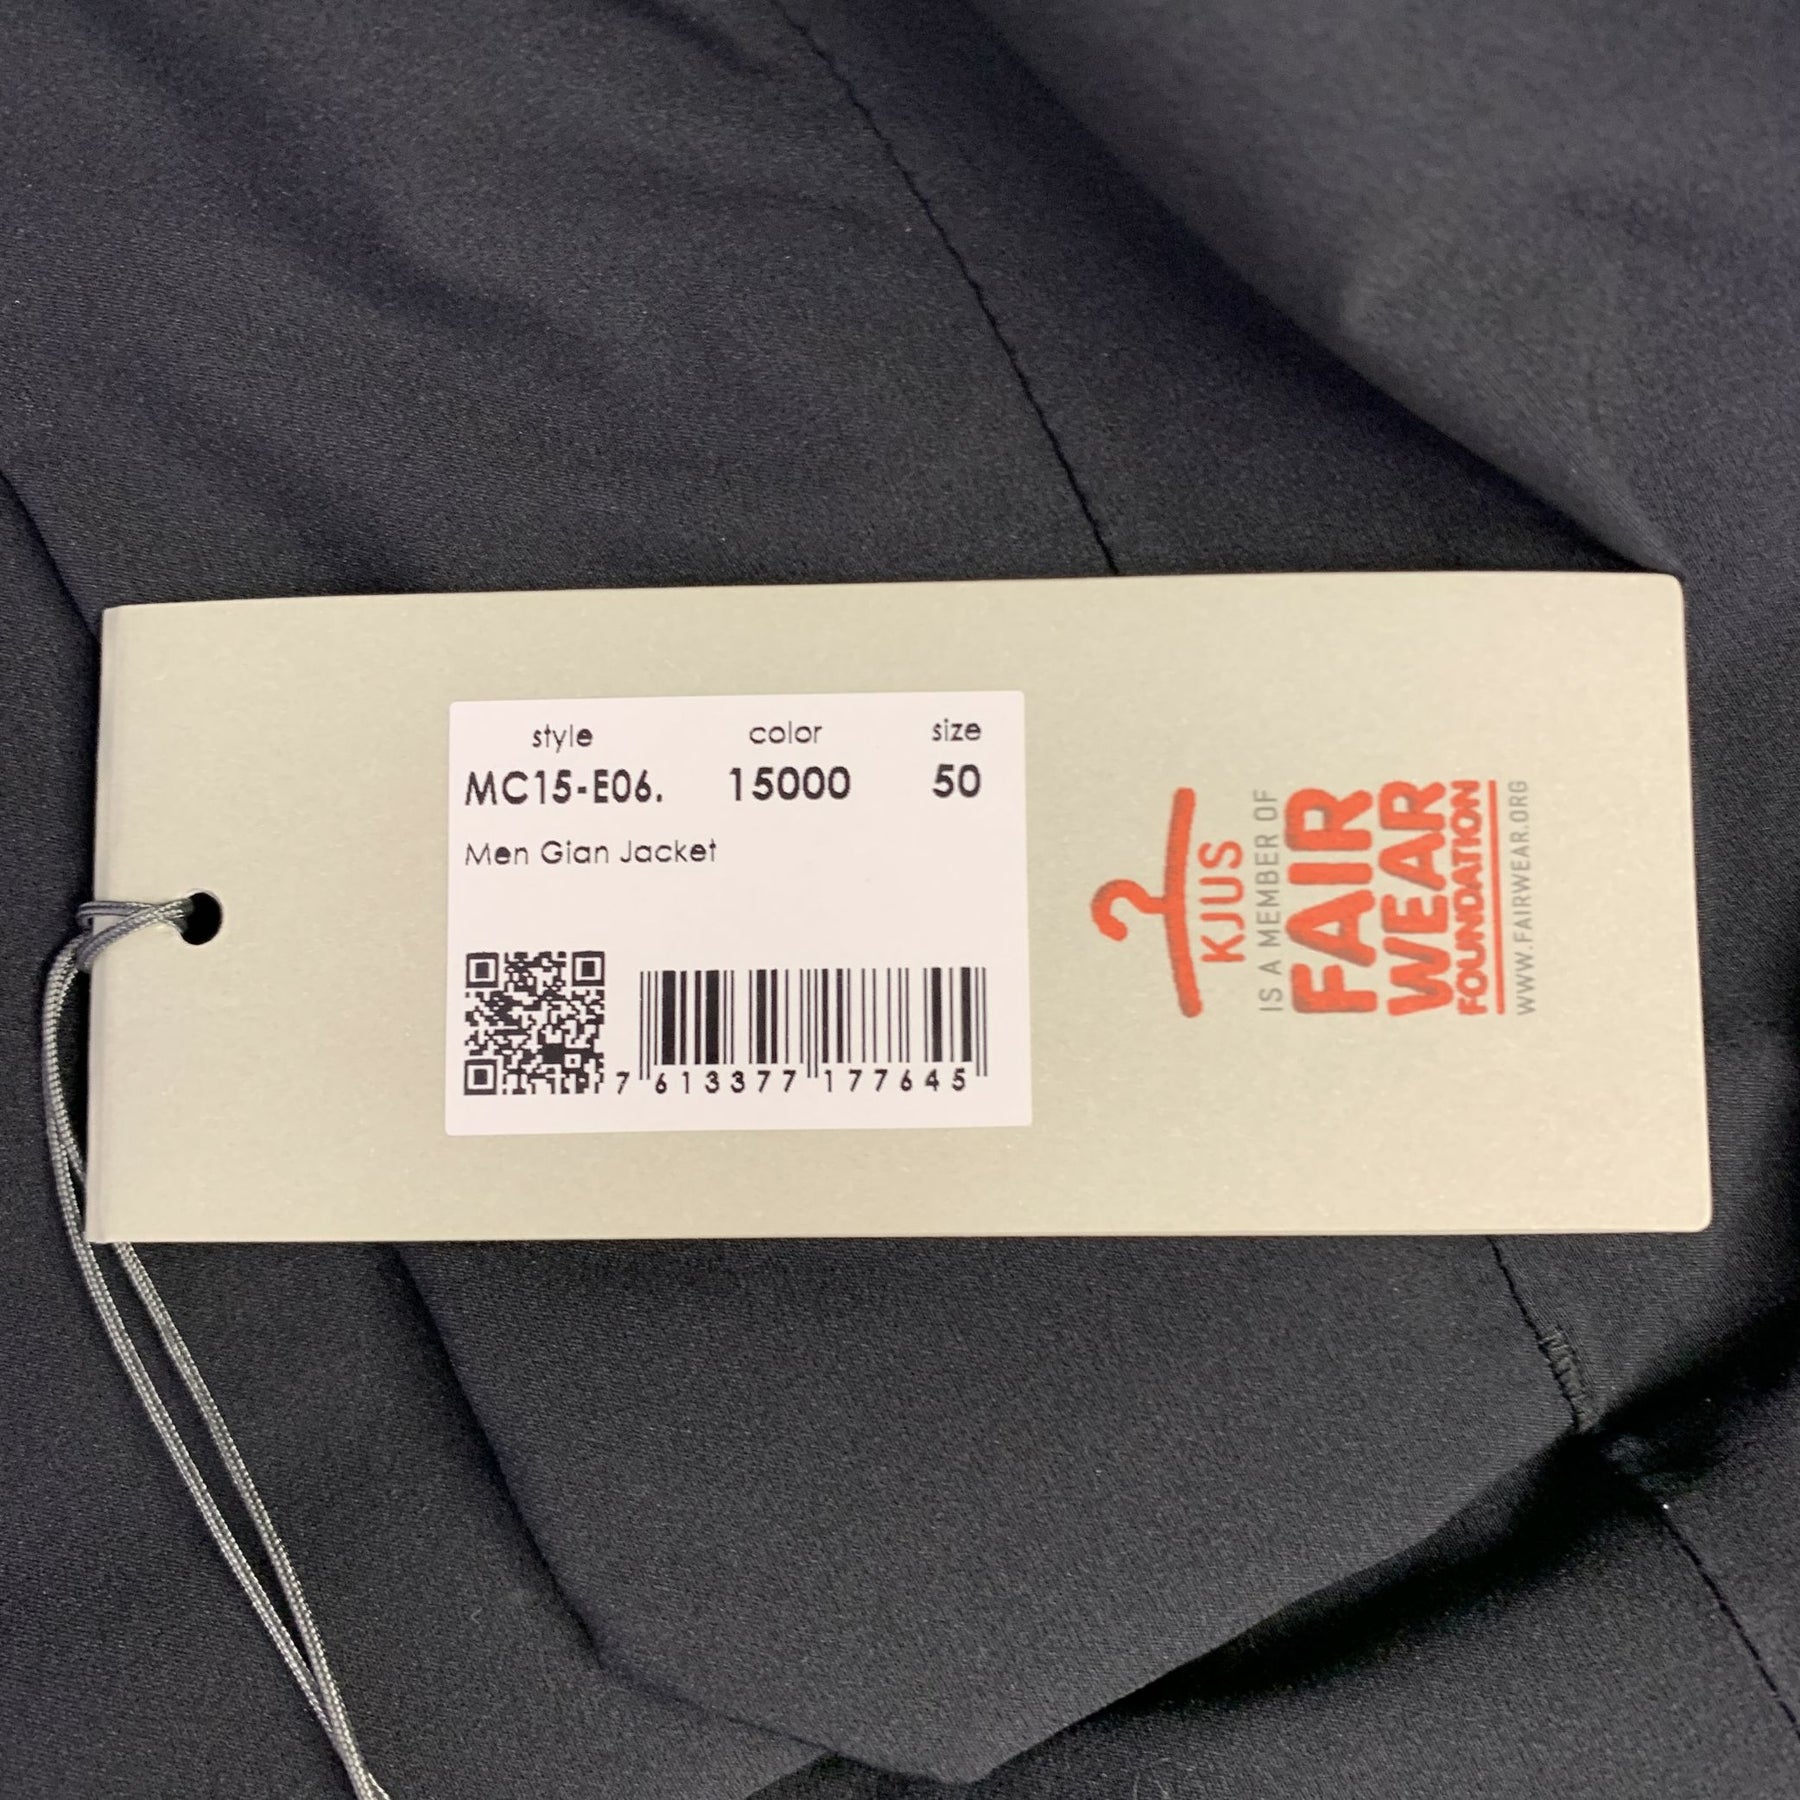 style color size
MC15-E06. 15000 50
Men Gian Jacket
7 613377 177645
KJUS
IS A MEMBER OF
FAIR
WEAR
FOUNDATION
WWW.FAIRWEAR.ORG